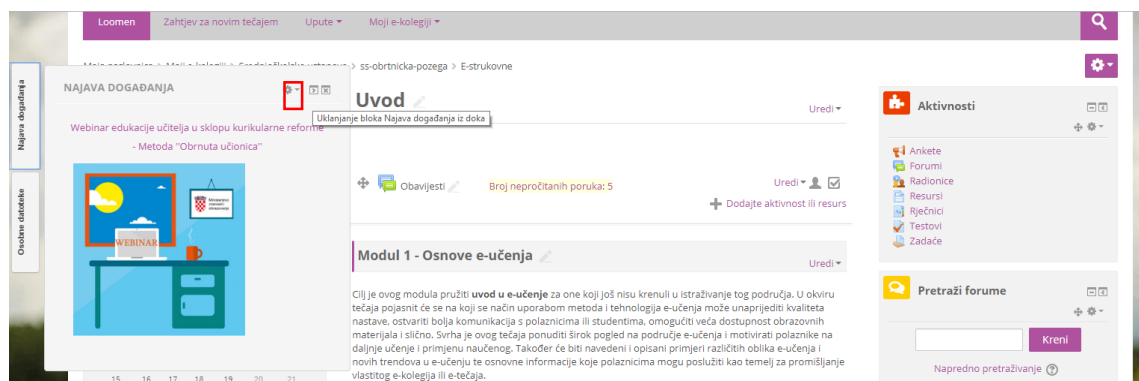 Loomen Zahtjev za novim tečajem Upute Moji e-kolegiji
ss-obrtnicka-pozega > E-strukovne
Najava događanja
Osobne datoteke
NAJAVA DOGAĐANJA
Uklanjanje bloka Najava događanja iz doka
Webinar edukacije učitelja u sklopu kurikularne reforme
- Metoda "Obrnuta učionica"
WEBINAR
15 16 17 18 19 20 21
Uvod
Uredi
Obavijesti Broj nepročitanih poruka: 5 Uredi
Dodajte aktivnost ili resurs
Modul 1 - Osnove e-učenja
Uredi
Cilj je ovog modula pružiti uvod u e-učenje za one koji još nisu krenuli u istraživanje tog područja. U okviru
tečaja pojasnit će se na koji se način uporabom metoda i tehnologija e-učenja može unaprijediti kvaliteta
nastave, ostvariti bolja komunikacija s polaznicima ili studentima, omogućiti veća dostupnost obrazovnih
materijala i slično. Svrha je ovog tečaja ponuditi širok pogled na područje e-učenja i motivirati polaznike na
daljnje učenje i primjenu naučenog. Također će biti navedeni i opisani primjeri različitih oblika e-učenja i
novih trendova u e-učenju te osnovne informacije koje polaznicima mogu poslužiti kao temelj za promišljanje
vlastitog e-kolegija ili e-tečaja.
Aktivnosti
Ankete
Forumi
Radionice
Resursi
Rječnici
Testovi
Zadaće
Pretraži forume
Kreni
Napredno pretraživanje